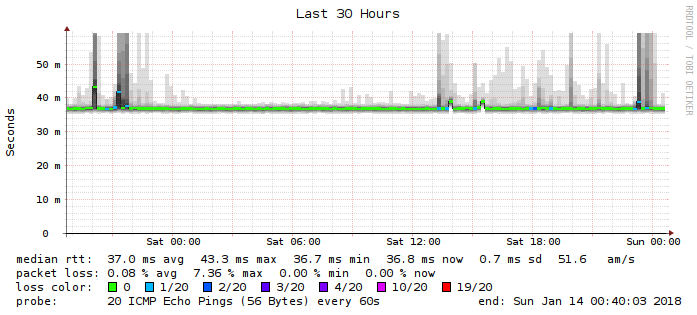 Last 30 Hours
RRDTOOL / TOBI OETIKER
Seconds
50 m
40 m
30 m
20 m
10 m
0
Sat 00:00 Sat 06:00 Sat 12:00 Sat 18:00 Sun 00:00
median rtt: 37.0 ms avg 43.3 ms max 36.7 ms min 36.8 ms now 0.7 ms sd 51.6 am/s
packet loss: 0.08 % avg 7.36 % max 0.00 % min 0.00 % now
loss color: 0 1/20 2/20 3/20 4/20 10/20 19/20
probe: 20 ICMP Echo Pings (56 Bytes) every 60s end: Sun Jan 14 00:40:03 2018